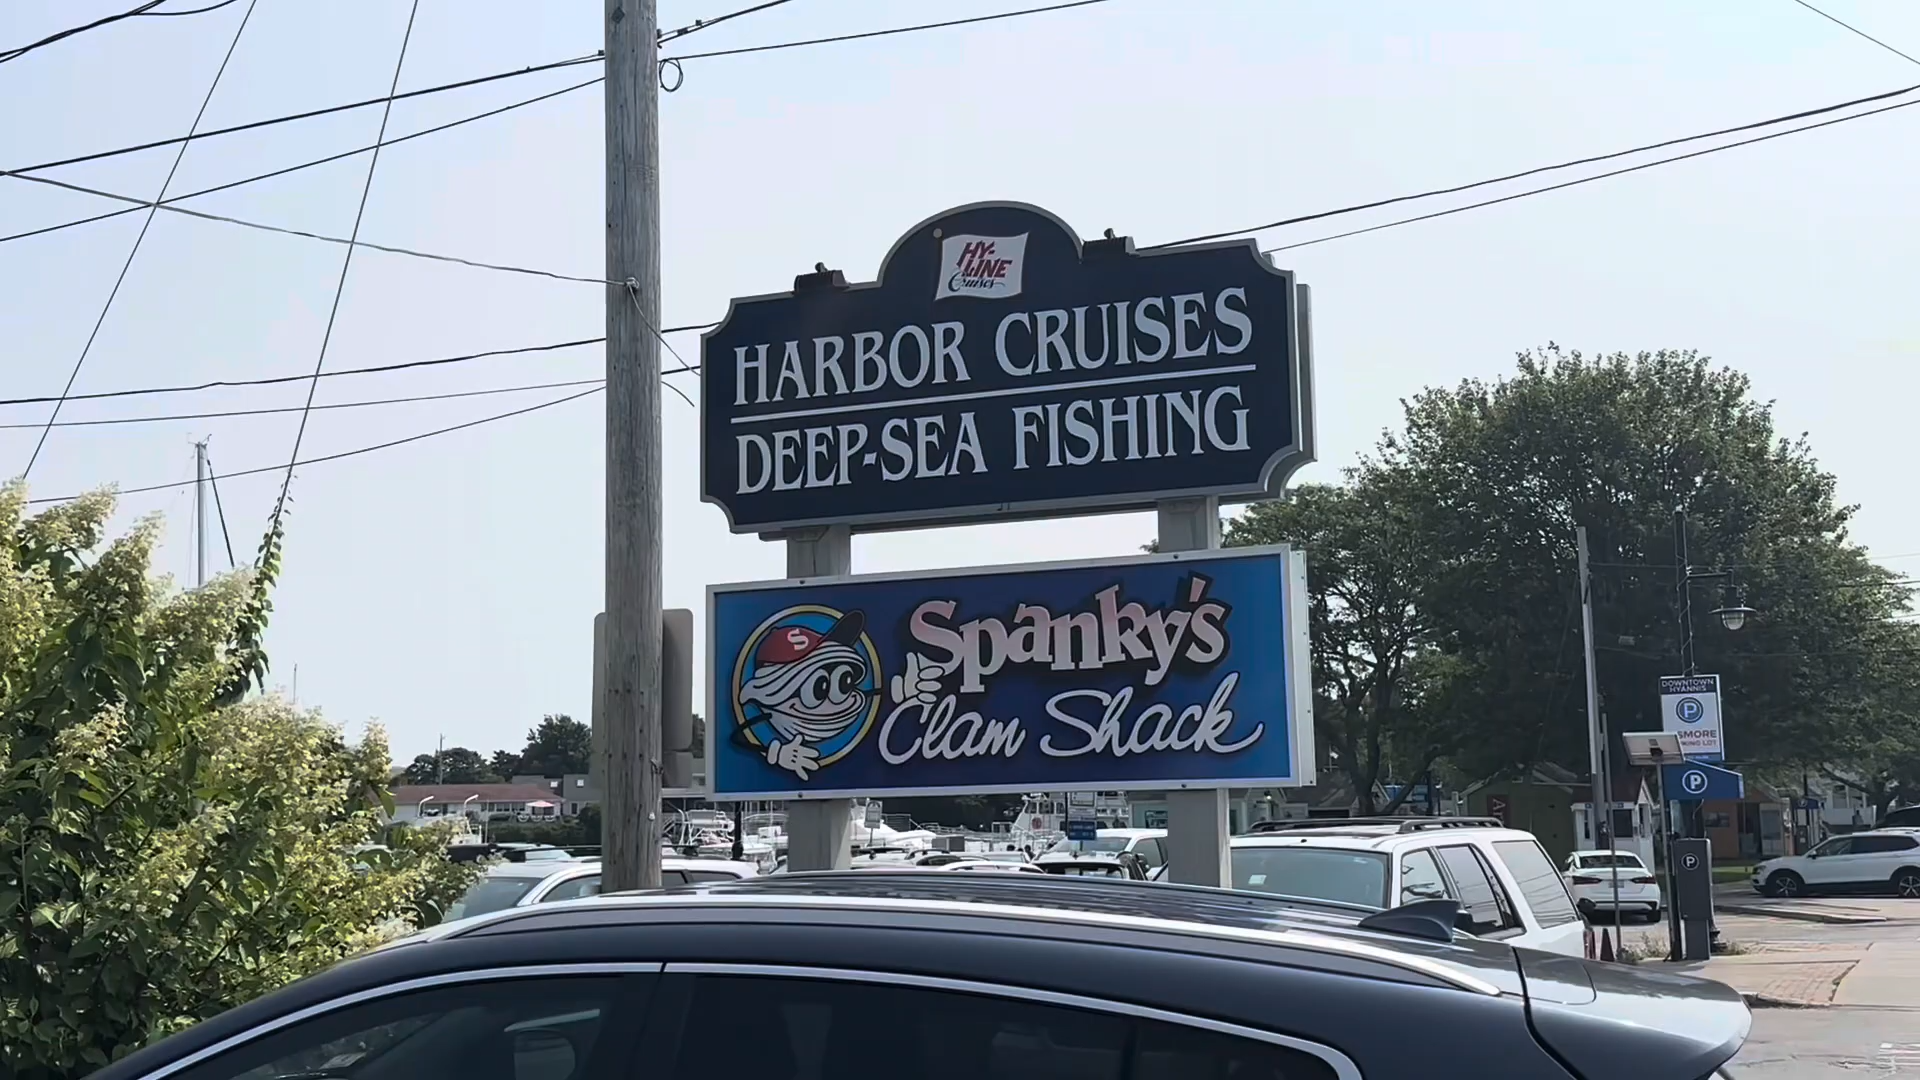 HY-LINE
Cruises
HARBOR CRUISES
DEEP-SEA FISHING
S
Spanky's
Clam Shack
DOWNTOWN
HYANNIS
P
P
P